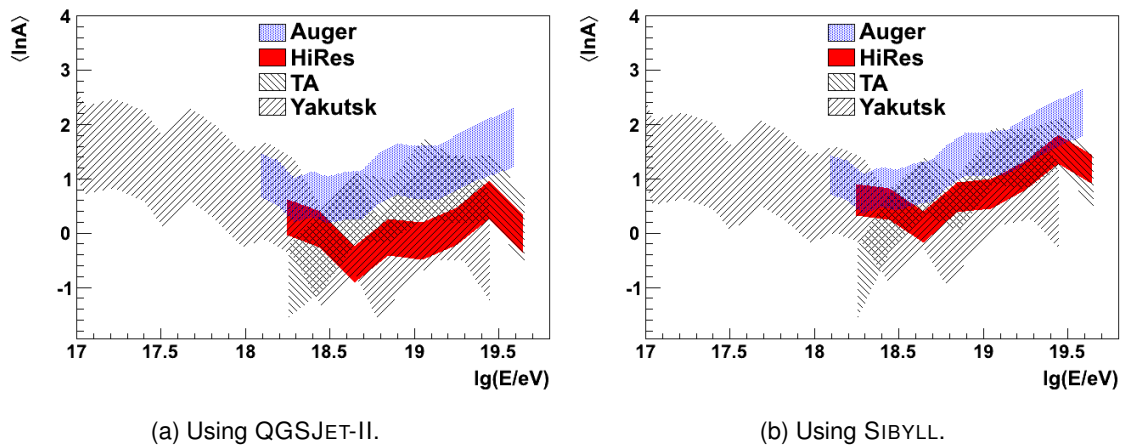 ⟨lnA⟩
4
3
2
1
0
-1
Auger
HiRes
TA
Yakutsk
17
17.5
18
18.5
19
19.5
lg(E/eV)
(a) Using QGSJET-II.
⟨lnA⟩
4
3
2
1
0
-1
Auger
HiRes
TA
Yakutsk
17
17.5
18
18.5
19
19.5
lg(E/eV)
(b) Using SIBYLL.